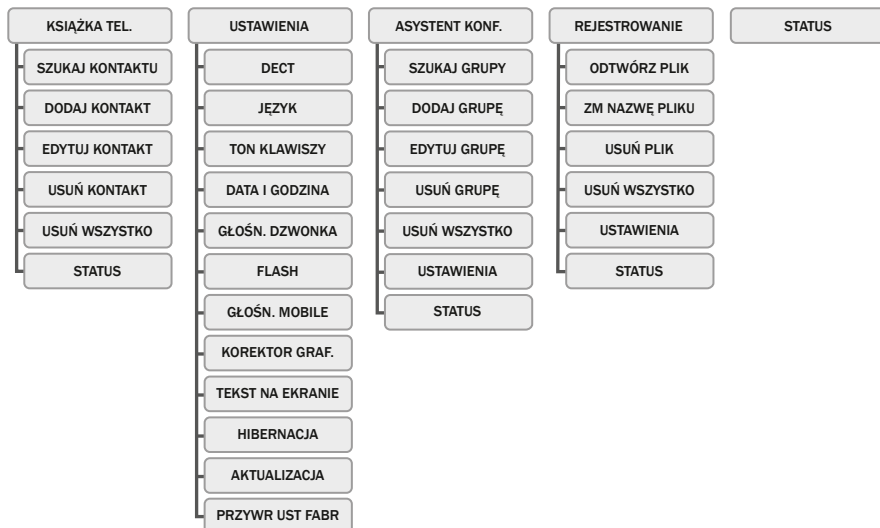 KSIĄŻKA TEL.
SZUKAJ KONTAKTU
DODAJ KONTAKT
EDYTUJ KONTAKT
USUŃ KONTAKT
USUŃ WSZYSTKO
STATUS
USTAWIENIA
DECT
JĘZYK
TON KLAWISZY
DATA I GODZINA
GŁOŚN. DZWONKA
FLASH
GŁOŚN. MOBILE
KOREKTOR GRAF.
TEKST NA EKRANIE
HIBERNACJA
AKTUALIZACJA
PRZYWR UST FABR
ASYSTENT KONF.
SZUKAJ GRUPY
DODAJ GRUPĘ
EDYTUJ GRUPĘ
USUŃ GRUPĘ
USUŃ WSZYSTKO
USTAWIENIA
STATUS
REJESTROWANIE
ODTWÓRZ PLIK
ZM NAZWĘ PLIKU
USUŃ PLIK
USUŃ WSZYSTKO
USTAWIENIA
STATUS
STATUS